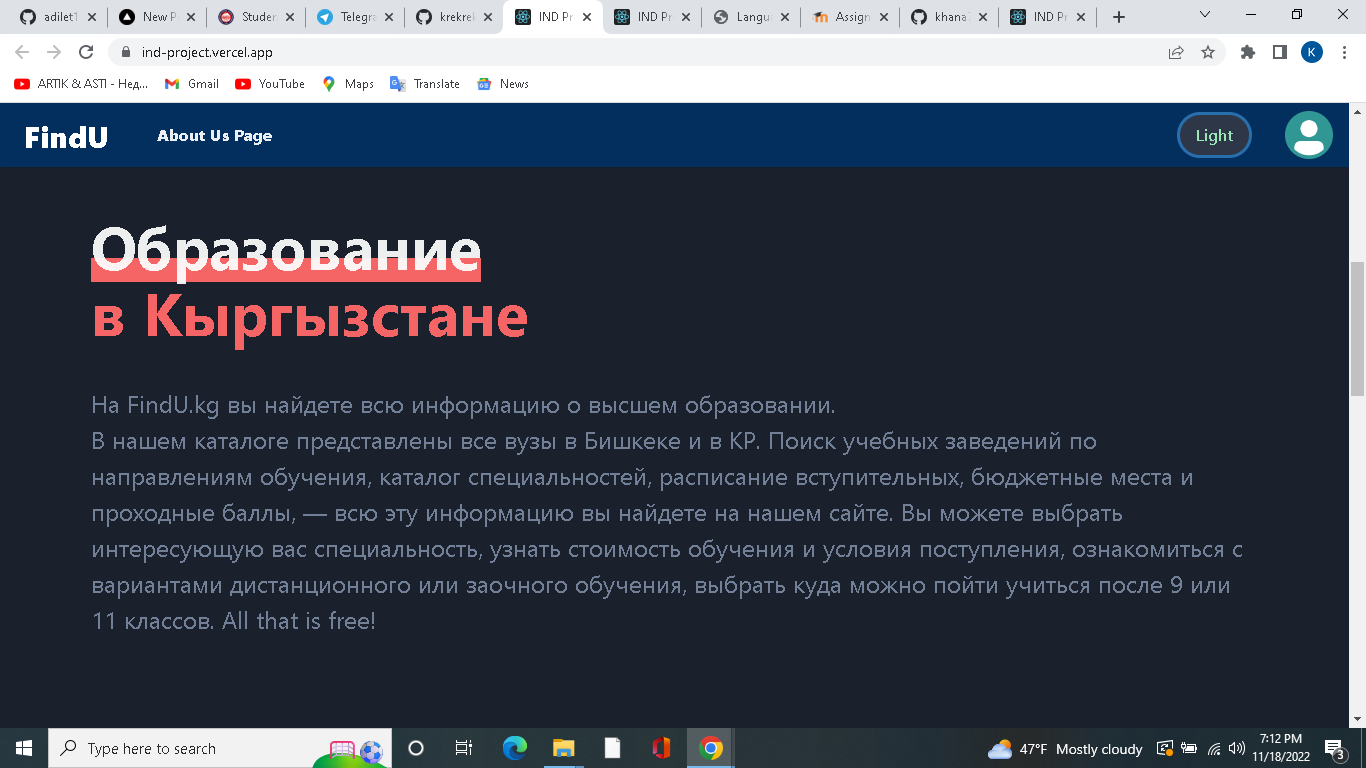 adilet1
New P
Studen
Telegra
krekrel
IND Pr
IND Pr
Langu
Assign
khana
IND Pr
ind-project.vercel.app
K
ARTIK & ASTI - Нед...
Gmail
YouTube
Maps
Translate
News
FindU
About Us Page
Light
Образование
в Кыргызстане
На FindU.kg вы найдете всю информацию о высшем образовании.
В нашем каталоге представлены все вузы в Бишкеке и в КР. Поиск учебных заведений по
направлениям обучения, каталог специальностей, расписание вступительных, бюджетные места и
проходные баллы, — всю эту информацию вы найдете на нашем сайте. Вы можете выбрать
интересующую вас специальность, узнать стоимость обучения и условия поступления, ознакомиться с
вариантами дистанционного или заочного обучения, выбрать куда можно пойти учиться после 9 или
11 классов. All that is free!
Type here to search
47°F Mostly cloudy
7:12 PM
11/18/2022
3